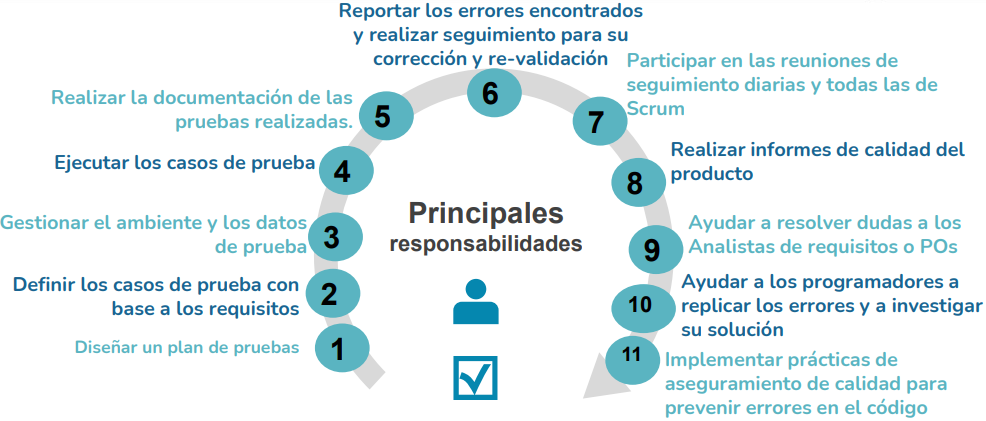 Principales
responsabilidades
1
Diseñar un plan de pruebas
2
Definir los casos de prueba con
base a los requisitos
3
Gestionar el ambiente y los datos
de prueba
4
Ejecutar los casos de prueba
5
Realizar la documentación de las
pruebas realizadas.
6
Reportar los errores encontrados
y realizar seguimiento para su
corrección y re-validación
7
Participar en las reuniones de
seguimiento diarias y todas las de
Scrum
8
Realizar informes de calidad del
producto
9
Ayudar a resolver dudas a los
Analistas de requisitos o POs
10
Ayudar a los programadores a
replicar los errores y a investigar
su solución
11
Implementar prácticas de
aseguramiento de calidad para
prevenir errores en el código